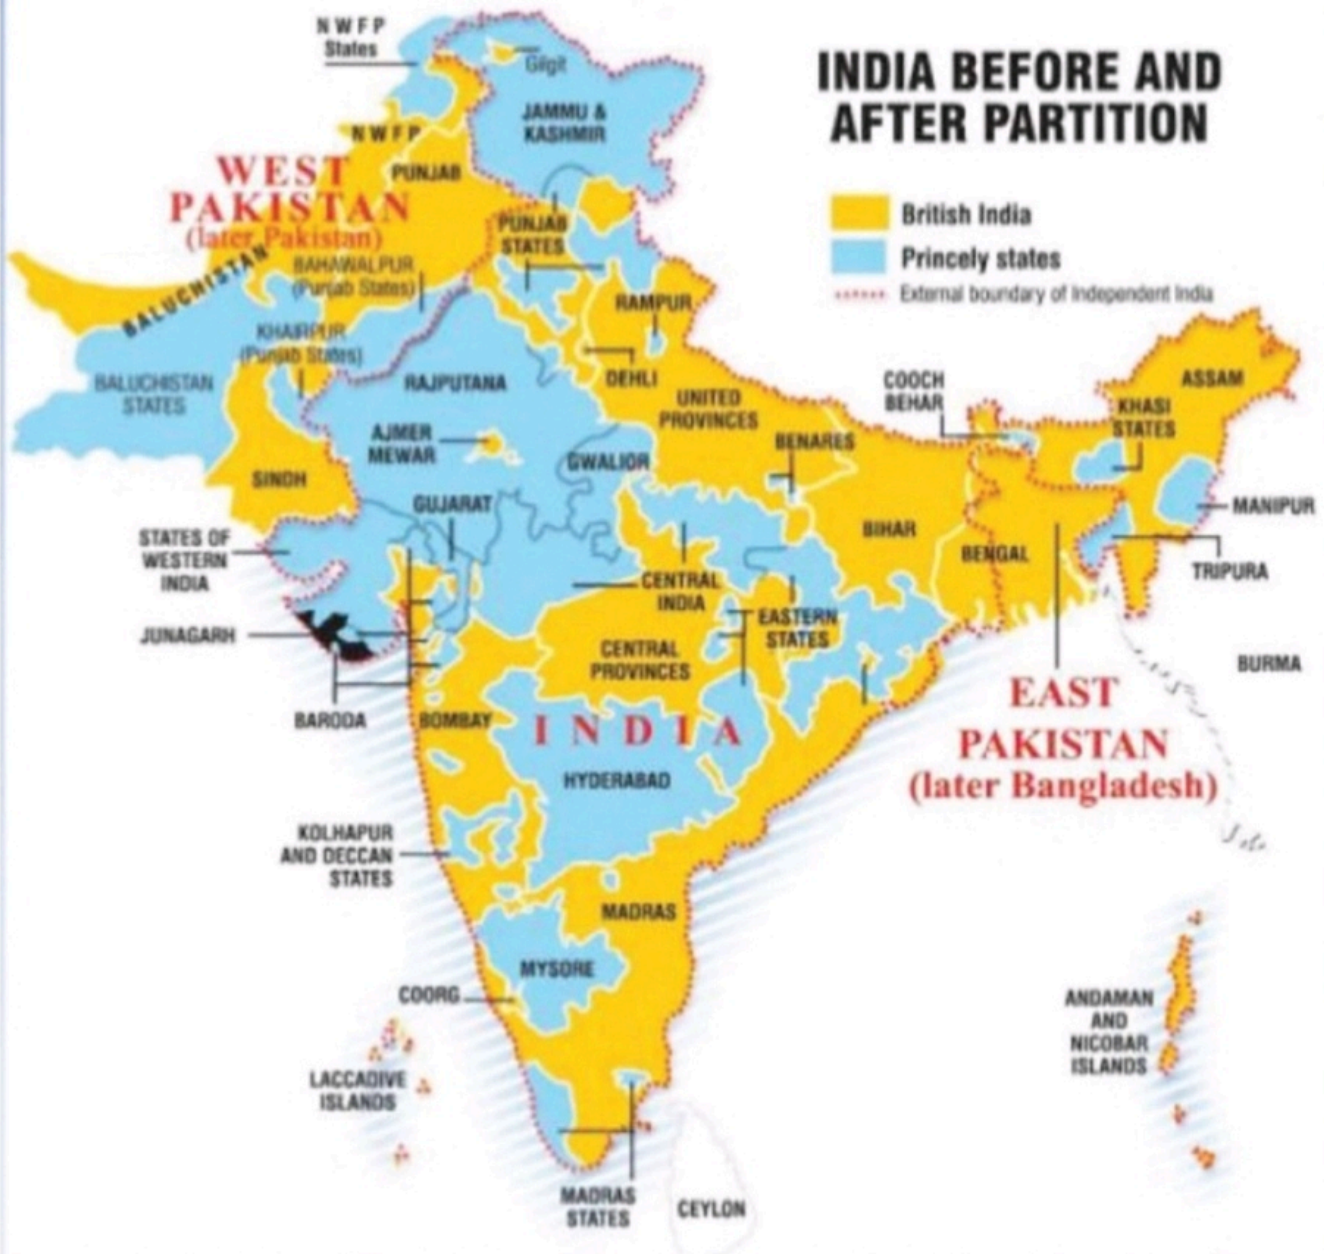 INDIA BEFORE AND
AFTER PARTITION
British India
Princely states
External boundary of Independent India
N W F P
States
Gilgit
JAMMU &
KASHMIR
N W F P
PUNJAB
WEST
PAKISTAN
(later Pakistan)
PUNJAB
STATES
BALUCHISTAN
BAHAWALPUR
(Punjab States)
RAMPUR
KHAIRPUR
(Punjab States)
BALUCHISTAN
STATES
RAJPUTANA
DEHLI
UNITED
PROVINCES
COOCH
BEHAR
ASSAM
KHASI
STATES
AJMER
MEWAR
BENARES
GWALIOR
SINDH
GUJARAT
MANIPUR
STATES OF
WESTERN
INDIA
BIHAR
BENGAL
TRIPURA
CENTRAL
INDIA
EASTERN
STATES
JUNAGARH
CENTRAL
PROVINCES
BURMA
EAST
PAKISTAN
(later Bangladesh)
BARODA
BOMBAY
INDIA
HYDERABAD
KOLHAPUR
AND DECCAN
STATES
MADRAS
MYSORE
COORG
ANDAMAN
AND
NICOBAR
ISLANDS
LACCADIVE
ISLANDS
MADRAS
STATES
CEYLON